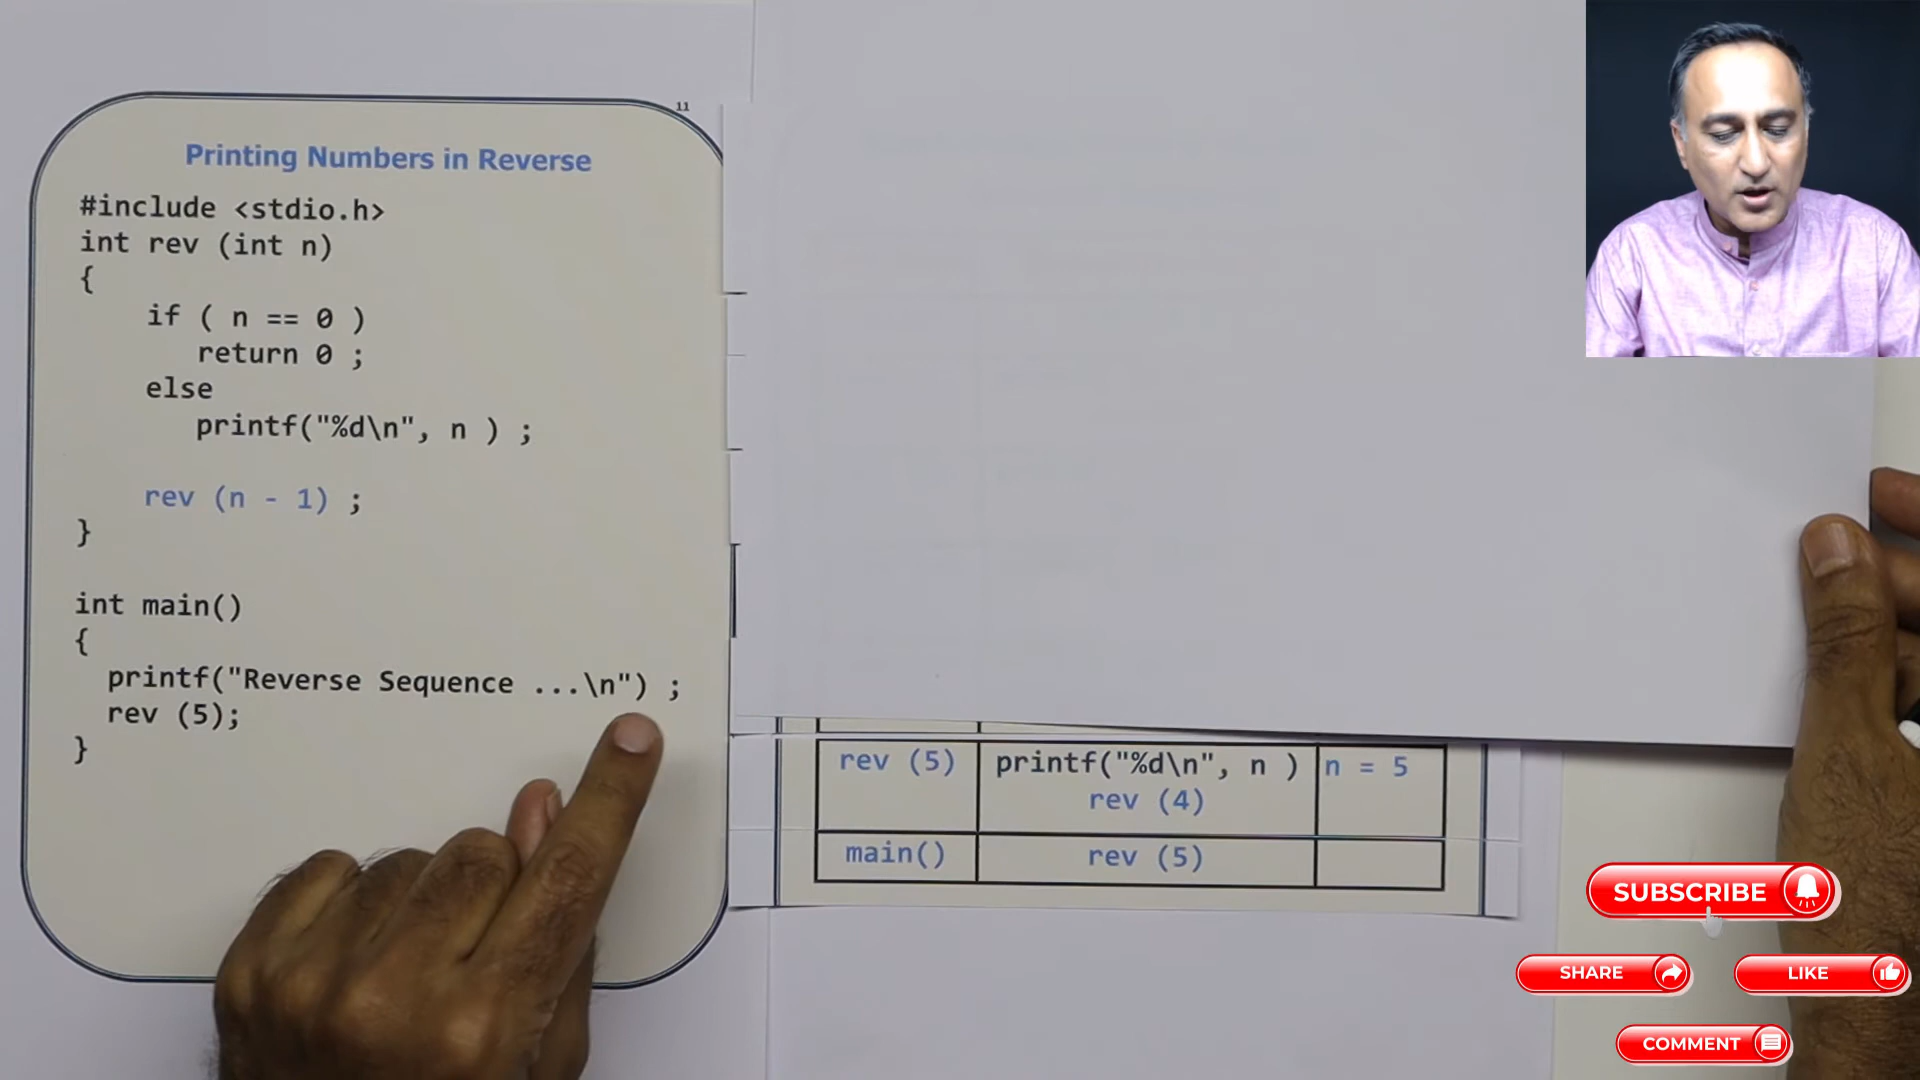 11
Printing Numbers in Reverse
#include <stdio.h>
int rev (int n)
{
if ( n == 0 )
return 0 ;
else
printf("%d\n", n ) ;
rev (n - 1) ;
}
int main()
{
printf("Reverse Sequence ...\n") ;
rev (5);
}
rev (5) printf("%d\n", n ) n = 5
rev (4)
main() rev (5)
SUBSCRIBE
SHARE LIKE
COMMENT